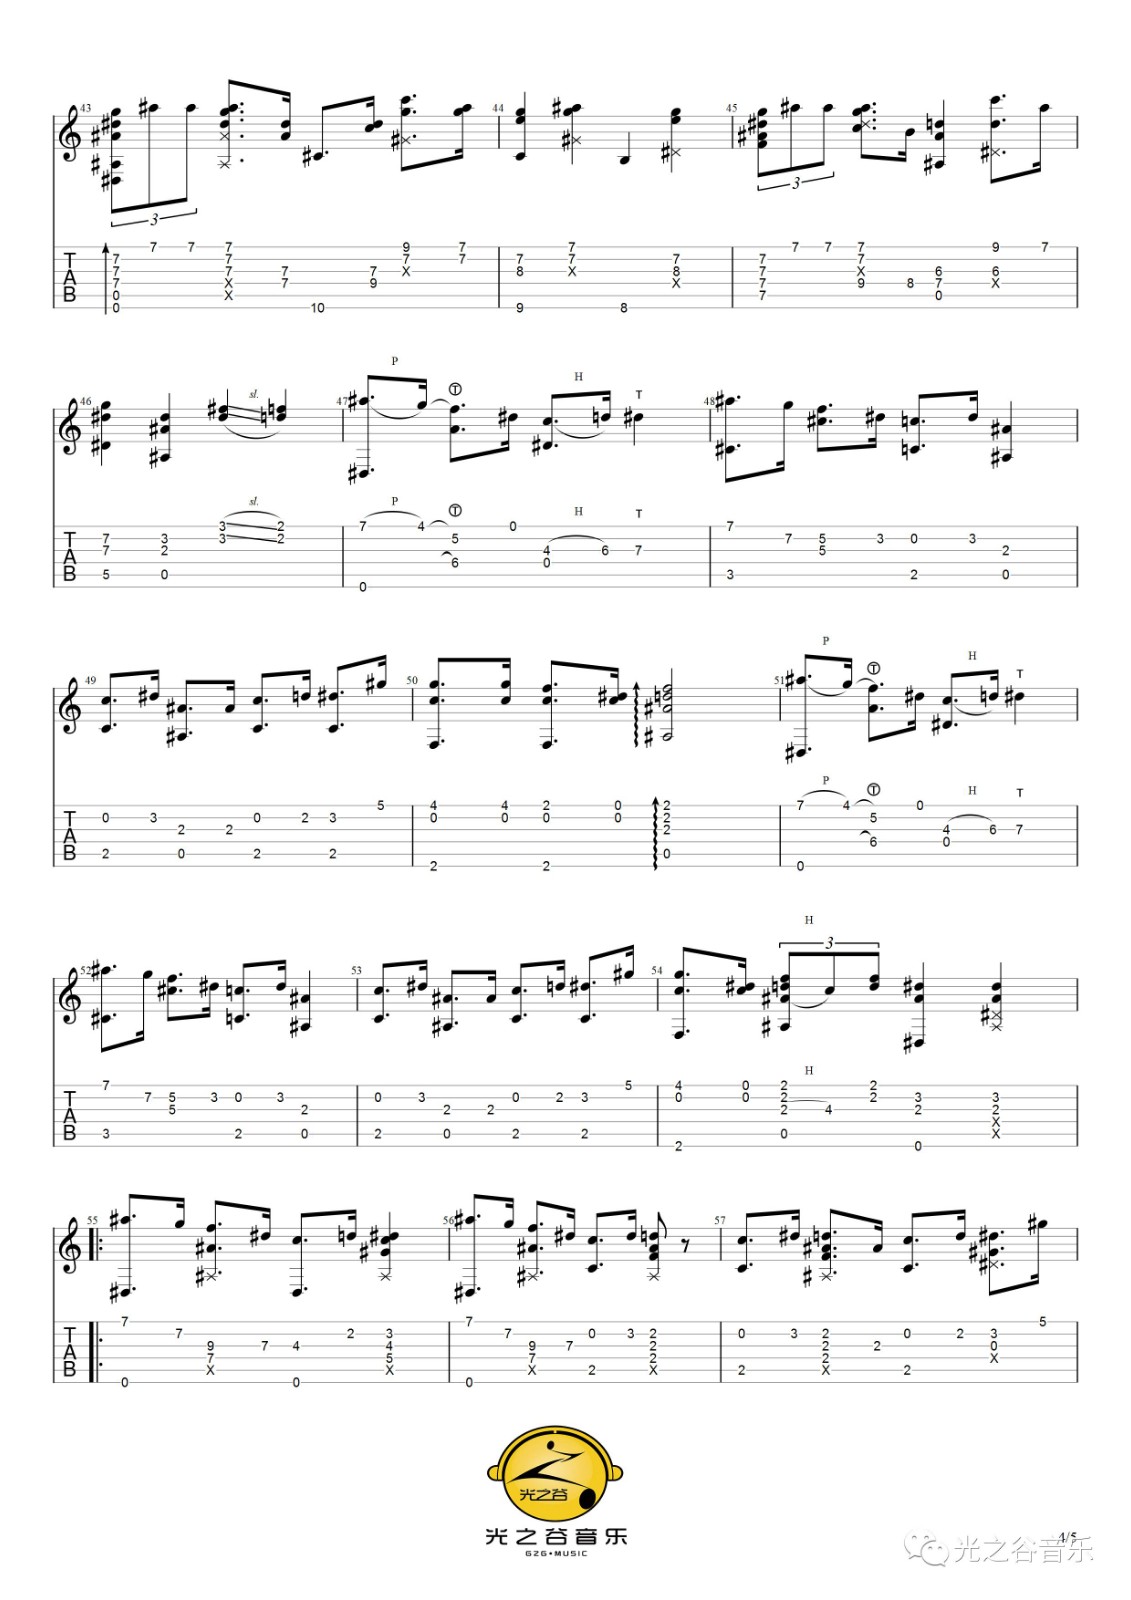 43 44 45
3 3
T 7 7 7 7 7 7 7 7 7 9 7 7 7 9 7 7 8 X 7 7 8 X 7 7 7 7 7 7 X 9 8 6 7 0 9 6 X 7
A
B 0 0 X X 10 9 8
P H
46 sl. 47 T T 48
sl. P T H T
T 7 7 5 3 2 0 3 3 2 2 7 4 5 6 0 4 0 6 7 7 3 7 5 5 3 0 2 3 2 0
A
B 0
P H
49 50 51 T T
P T H T
T 0 2 3 2 0 2 0 2 2 3 2 5 4 0 2 4 0 2 0 2 0 0 2 2 2 0 7 0 4 5 6 0 4 0 6 7
A
B
H
52 53 54 3
H
T 7 3 7 5 5 3 0 2 3 2 0 0 2 3 2 0 2 0 2 2 3 2 5 4 0 2 0 0 2 2 2 0 4 2 2 3 2 0 3 2 X X
A
B
55 56 57
T 7 0 7 9 7 X 7 4 0 2 3 4 5 X 7 0 7 9 7 X 7 0 2 3 2 2 2 X 0 2 3 2 2 2 X 2 0 2 2 3 0 X 5
A
B
光之谷
光之谷音乐
G2G•MUSIC
4/5
光之谷音乐